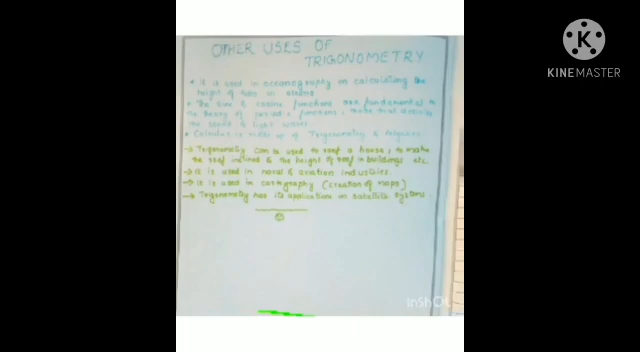 OTHER USES OF
TRIGONOMETRY
It is used in oceanography in calculating the
height of tides in oceans
The sine & cosine functions are fundamental to
the theory of periodic functions, those that describe
the sound & light waves
Calculus is made up of Trigonometry & Algebra
→ Trigonometry can be used to roof a house, to make
the roof inclined & the height of roof in buildings etc.
→ It is used in naval & aviation industries.
→ It is used in cartography (creation of maps)
→ Trigonometry has its applications in satellite systems.
InShOt
K
KINEMASTER